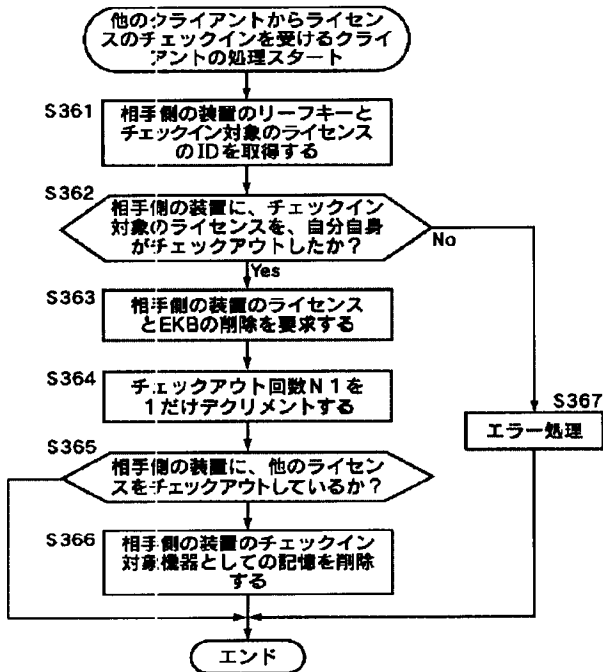 他のクライアントからライセン
スのチェックインを受けるクライ
アントの処理スタート
S361
相手側の装置のリーフキーと
チェックイン対象のライセンス
のIDを取得する
S362
相手側の装置に、チェックイン
対象のライセンスを、自分自身
がチェックアウトしたか?
No
Yes
S363
相手側の装置のライセンス
とEKBの削除を要求する
S364
チェックアウト回数N1を
1だけデクリメントする
S367
エラー処理
S365
相手側の装置に、他のライセン
スをチェックアウトしているか?
S366
相手側の装置のチェックイン
対象機器としての記憶を削除
する
エンド